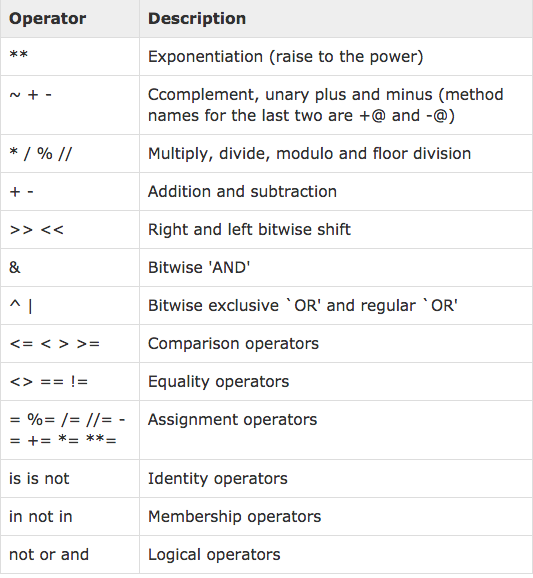 Operator Description
** Exponentiation (raise to the power)
~ + - Ccomplement, unary plus and minus (method
names for the last two are +@ and -@)
* / % // Multiply, divide, modulo and floor division
+ - Addition and subtraction
>> << Right and left bitwise shift
& Bitwise 'AND'
^ | Bitwise exclusive `OR' and regular `OR'
<= < > >= Comparison operators
<> == != Equality operators
= %= /= //= - Assignment operators
= += *= **=
is is not Identity operators
in not in Membership operators
not or and Logical operators